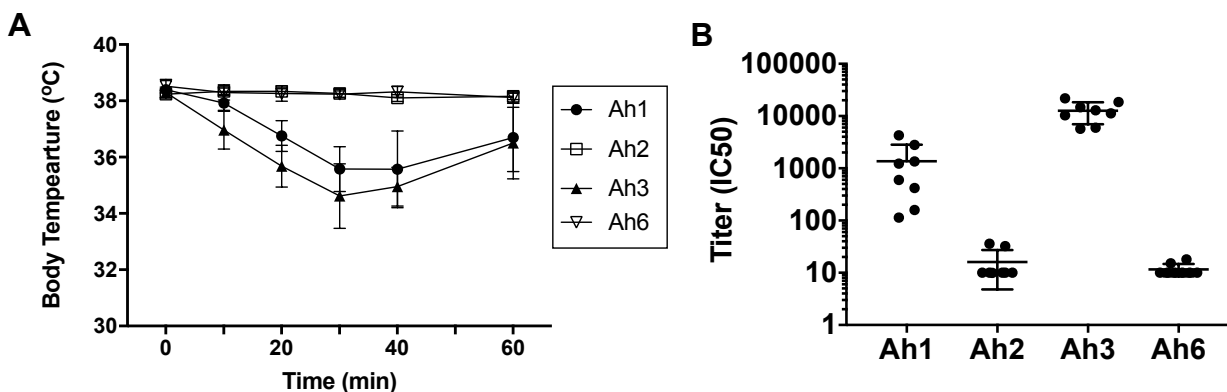 A
Body Tempearture (ºC)
40
38
36
34
32
30
0
20
40
60
Time (min)
Ah1
Ah2
Ah3
Ah6
B
Titer (IC50)
100000
10000
1000
100
10
1
Ah1 Ah2 Ah3 Ah6